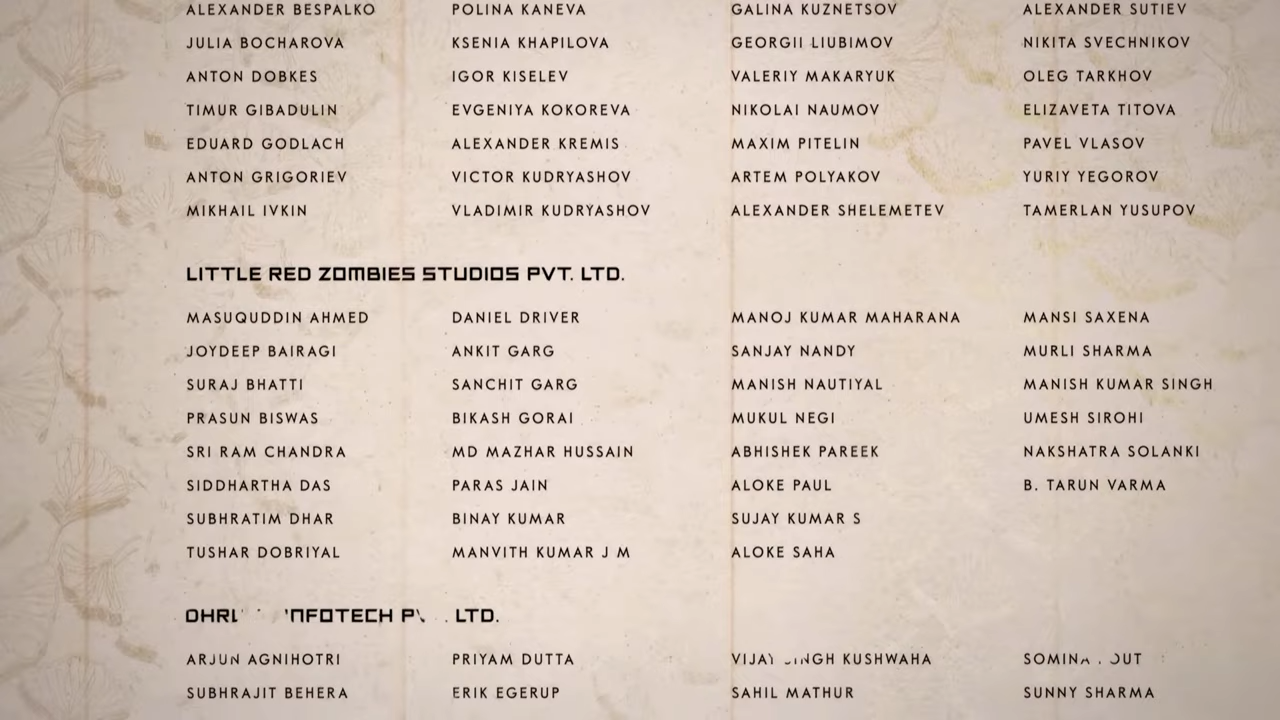 ALEXANDER BESPALKO POLINA KANEVA GALINA KUZNETSOV ALEXANDER SUTIEV
JULIA BOCHAROVA KSENIA KHAPILOVA GEORGII LIUBIMOV NIKITA SVECHNIKOV
ANTON DOBKES IGOR KISELEV VALERIY MAKARYUK OLEG TARKHOV
TIMUR GIBADULIN EVGENIYA KOKOREVA NIKOLAI NAUMOV ELIZAVETA TITOVA
EDUARD GODLACH ALEXANDER KREMIS MAXIM PITELIN PAVEL VLASOV
ANTON GRIGORIEV VICTOR KUDRYASHOV ARTEM POLYAKOV YURIY YEGOROV
MIKHAIL IVKIN VLADIMIR KUDRYASHOV ALEXANDER SHELEMETEV TAMERLAN YUSUPOV
LITTLE RED ZOMBIES STUDIOS PVT. LTD.
MASUQUDDIN AHMED DANIEL DRIVER MANOJ KUMAR MAHARANA MANSI SAXENA
JOYDEEP BAIRAGI ANKIT GARG SANJAY NANDY MURLI SHARMA
SURAJ BHATTI SANCHIT GARG MANISH NAUTIYAL MANISH KUMAR SINGH
PRASUN BISWAS BIKASH GORAI MUKUL NEGI UMESH SIROHI
SRI RAM CHANDRA MD MAZHAR HUSSAIN ABHISHEK PAREEK NAKSHATRA SOLANKI
SIDDHARTHA DAS PARAS JAIN ALOKE PAUL B. TARUN VARMA
SUBHRATIM DHAR BINAY KUMAR SUJAY KUMAR S
TUSHAR DOBRIYAL MANVITH KUMAR J M ALOKE SAHA
INFOTECH LTD.
ARJUN AGNIHOTRI PRIYAM DUTTA VIJAY SINGH KUSHWAHA
SUBHRAJIT BEHERA ERIK EGERUP SAHIL MATHUR SUNNY SHARMA